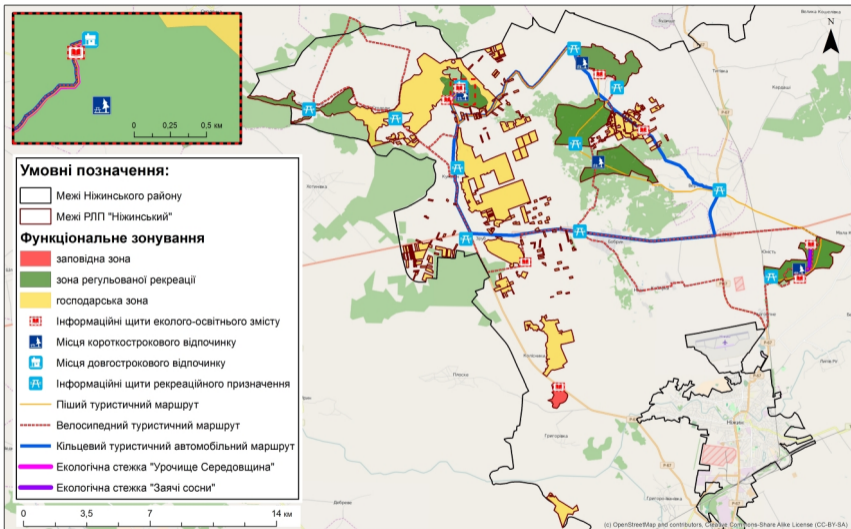 0 0,25 0,5 км
N
Умовні позначення:
Межі Ніжинського району
Межі РЛП "Ніжинський"
Функціональне зонування
заповідна зона
зона регульованої рекреації
господарська зона
Інформаційні щити еколого-освітнього змісту
Місця короткострокового відпочинку
Місця довгострокового відпочинку
Інформаційні щити рекреаційного призначення
Піший туристичний маршрут
Велосипедний туристичний маршрут
Кільцевий туристичний автомобільний маршрут
Екологічна стежка "Урочище Середовщина"
Екологічна стежка "Заячі сосни"
0 3,5 7 14 км
Григорівка
Ніжин
(c) OpenStreetMap and contributors, Creative Commons-Share Alike License (CC-BY-SA)